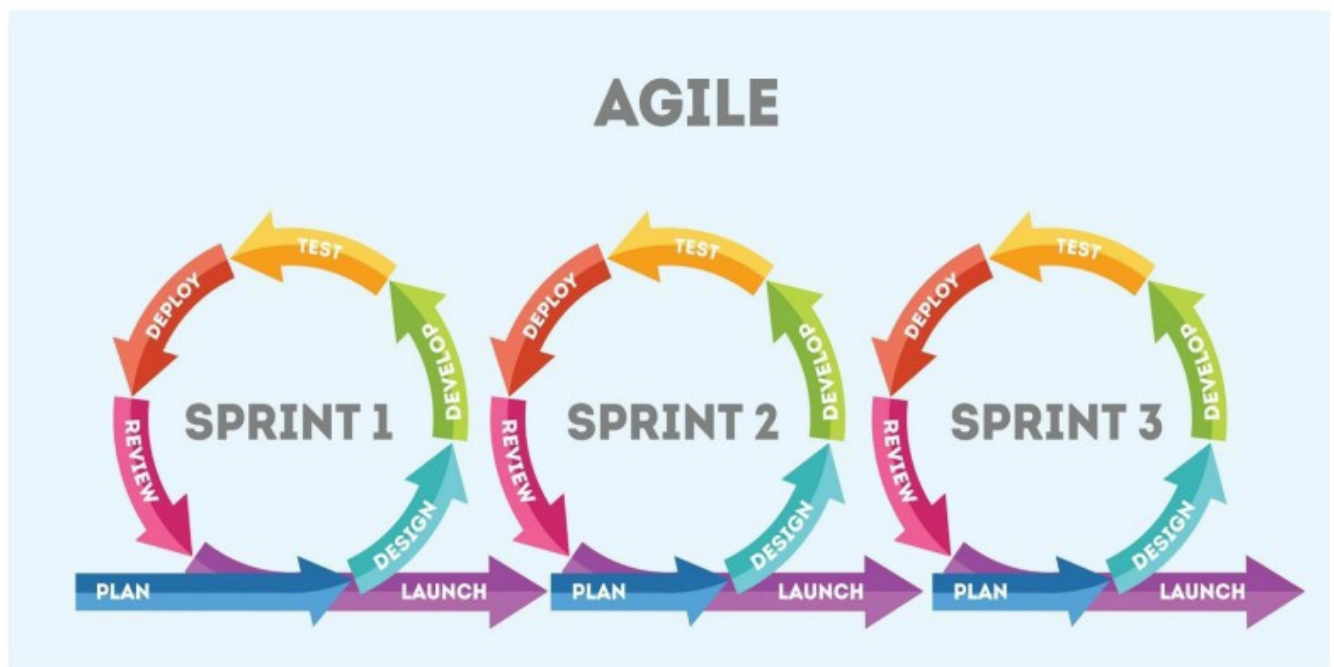 AGILE
TEST
DEPLOY
DEVELOP
SPRINT 1
REVIEW
DESIGN
PLAN
LAUNCH
TEST
DEPLOY
DEVELOP
SPRINT 2
REVIEW
DESIGN
PLAN
LAUNCH
TEST
DEPLOY
DEVELOP
SPRINT 3
REVIEW
DESIGN
PLAN
LAUNCH